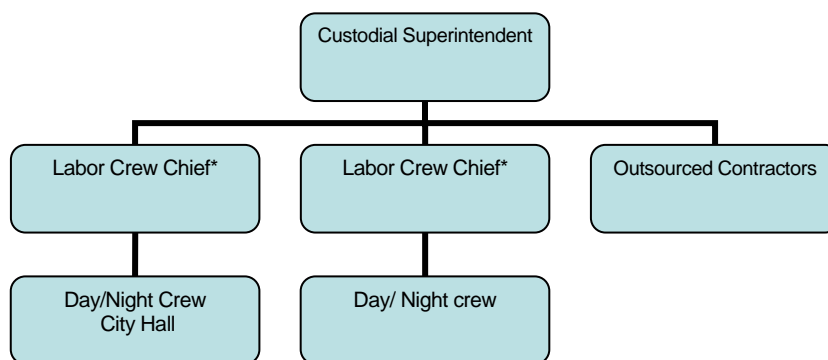 Custodial Superintendent
Labor Crew Chief*
Labor Crew Chief*
Outsourced Contractors
Day/Night Crew
City Hall
Day/ Night crew